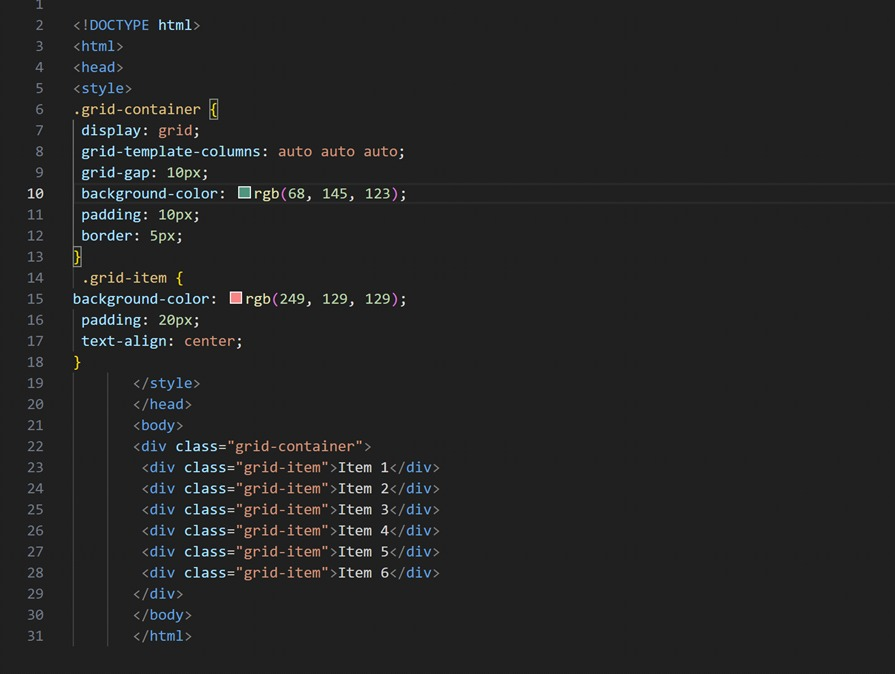 1
2 <!DOCTYPE html>
3 <html>
4 <head>
5 <style>
6 .grid-container {
7  display: grid;
8  grid-template-columns: auto auto auto;
9  grid-gap: 10px;
10  background-color: rgb(68, 145, 123);
11  padding: 10px;
12  border: 5px;
13 }
14  .grid-item {
15 background-color: rgb(249, 129, 129);
16  padding: 20px;
17  text-align: center;
18 }
19        </style>
20        </head>
21        <body>
22        <div class="grid-container">
23         <div class="grid-item">Item 1</div>
24         <div class="grid-item">Item 2</div>
25         <div class="grid-item">Item 3</div>
26         <div class="grid-item">Item 4</div>
27         <div class="grid-item">Item 5</div>
28         <div class="grid-item">Item 6</div>
29        </div>
30        </body>
31        </html>